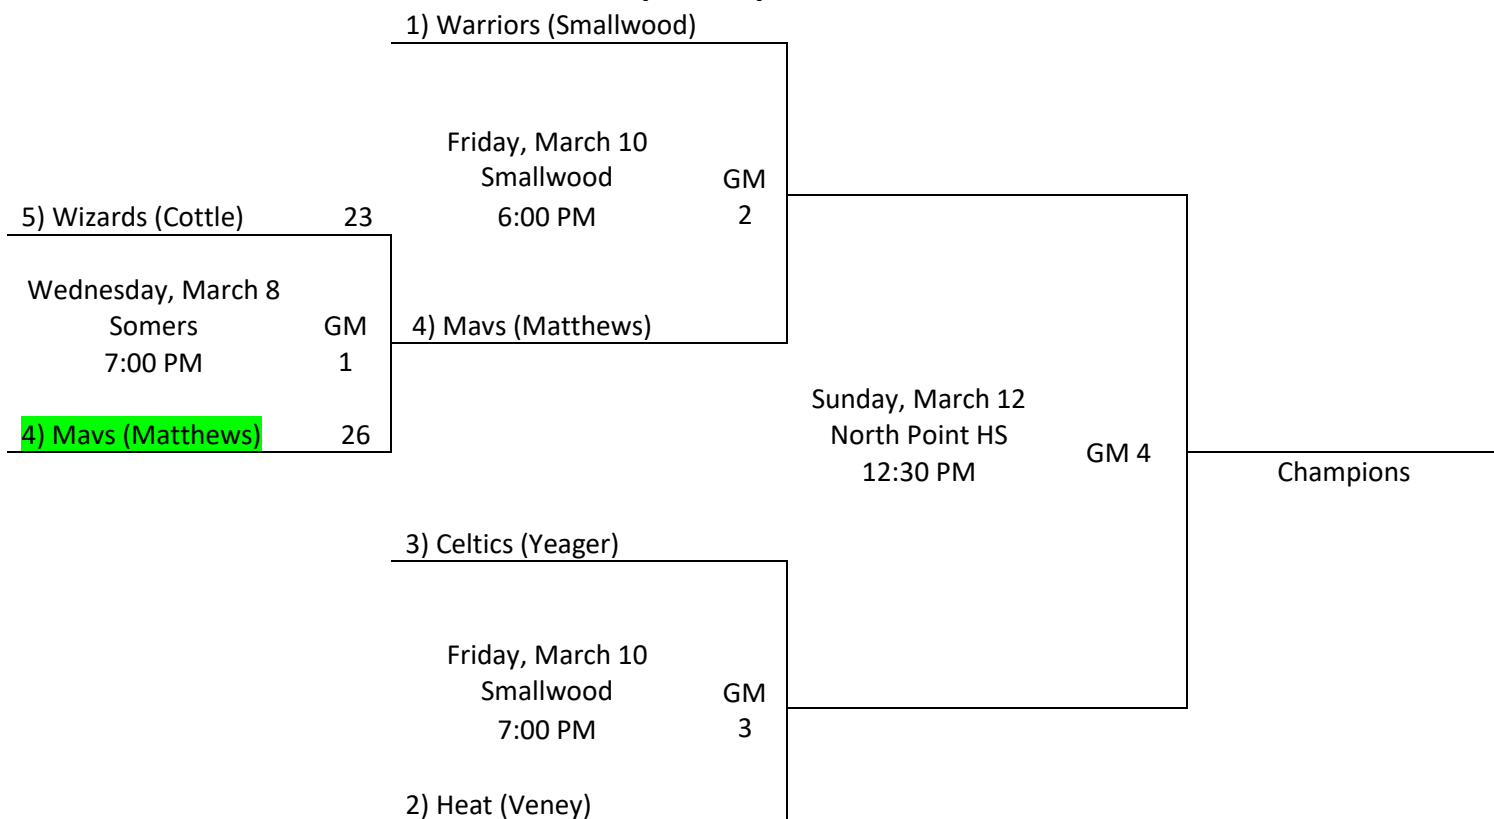 1) Warriors (Smallwood)
Friday, March 10
Smallwood
6:00 PM
GM
2
5) Wizards (Cottle) 23
Wednesday, March 8
Somers
7:00 PM
GM
1
4) Mavs (Matthews)
4) Mavs (Matthews) 26
Sunday, March 12
North Point HS
12:30 PM
GM 4
Champions
3) Celtics (Yeager)
Friday, March 10
Smallwood
7:00 PM
GM
3
2) Heat (Veney)